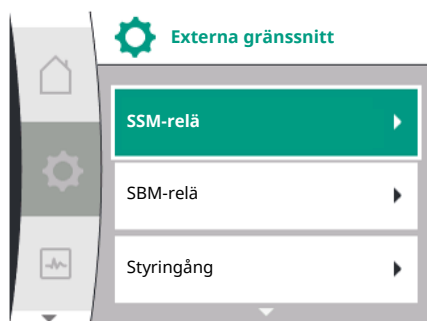 Externa gränssnitt
SSM-relä
SBM-relä
Styringång